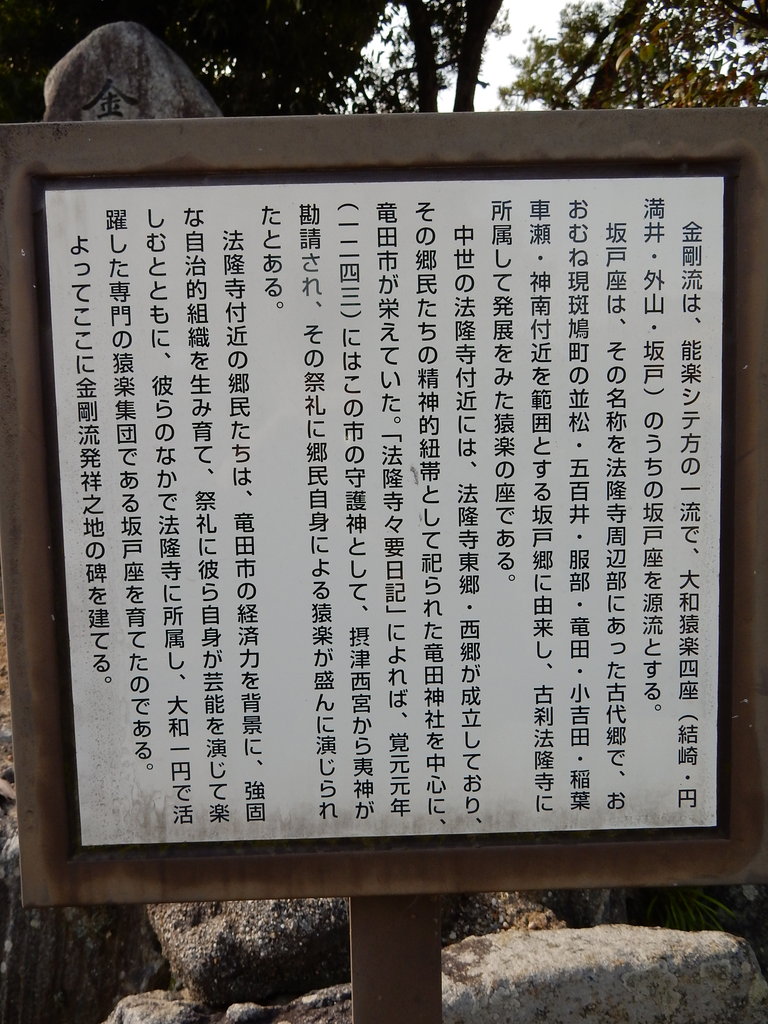 金
金剛流は、能楽シテ方の一流で、大和猿楽四座（結崎・円
満井・外山・坂戸）のうちの坂戸座を源流とする。
坂戸座は、その名称を法隆寺周辺部にあった古代郷で、お
おむね現斑鳩町の並松・五百井・服部・竜田・小吉田・稲葉
車瀬・神南付近を範囲とする坂戸郷に由来し、古刹法隆寺に
所属して発展をみた猿楽の座である。
中世の法隆寺付近には、法隆寺東郷・西郷が成立しており、
その郷民たちの精神的紐帯として祀られた竜田神社を中心に、
竜田市が栄えていた。「法隆寺々要日記」によれば、覚元元年
（一二四三）にはこの市の守護神として、摂津西宮から夷神が
勘請され、その祭礼に郷民自身による猿楽が盛んに演じられ
たとある。
法隆寺付近の郷民たちは、竜田市の経済力を背景に、強固
な自治的組織を生み育て、祭礼に彼ら自身が芸能を演じて楽
しむとともに、彼らのなかで法隆寺に所属し、大和一円で活
躍した専門の猿楽集団である坂戸座を育てたのである。
よってここに金剛流発祥之地の碑を建てる。